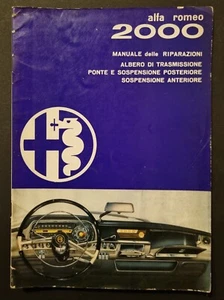 alfa romeo
2000
MANUALE delle RIPARAZIONI
ALBERO DI TRASMISSIONE
PONTE E SOSPENSIONE POSTERIORE
SOSPENSIONE ANTERIORE